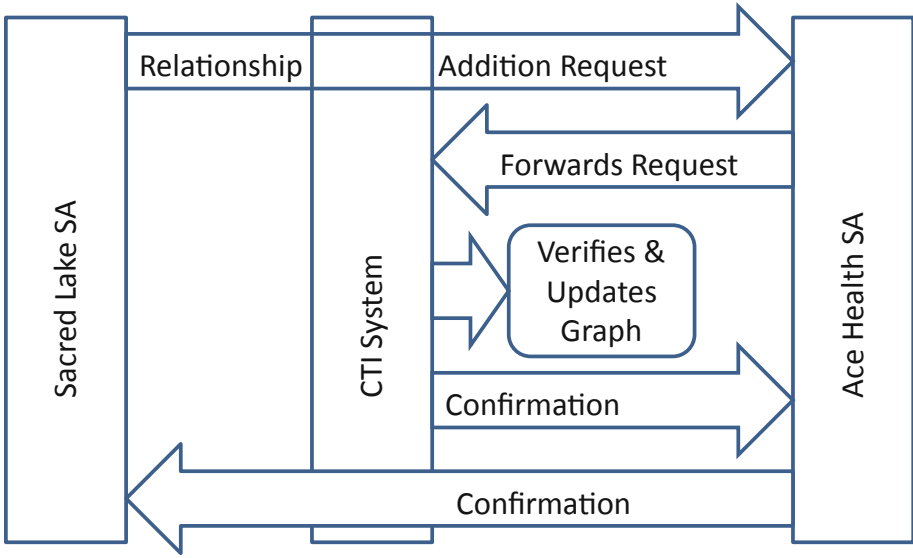 Relationship Addition Request
Forwards Request
Verifies &
Updates
Graph
Confirmation
Confirmation
Sacred Lake SA
CTI System
Ace Health SA